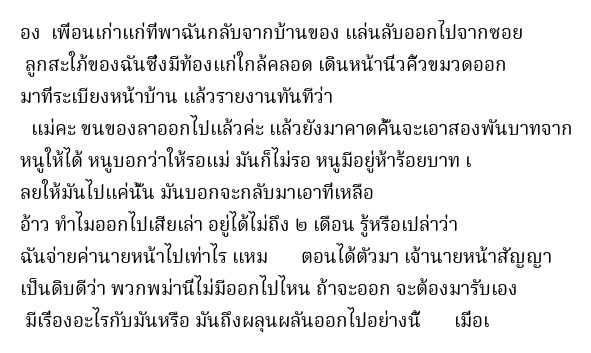 อง เพื่อนเก่าแก่ที่พาฉันกลับจากบ้านของ แล่นลับออกไปจากซอย
ลูกสะใภ้ของฉันซึ่งมีท้องแก่ใกล้คลอด เดินหน้านิ่วคิ้วขมวดออก
มาที่ระเบียงหน้าบ้าน แล้วรายงานทันทีว่า
แม่คะ ขนของลาออกไปแล้วค่ะ แล้วยังมาคาดคั้นจะเอาสองพันบาทจาก
หนูให้ได้ หนูบอกว่าให้รอแม่ มันก็ไม่รอ หนูมีอยู่ห้าร้อยบาท เ
ลยให้มันไปแค่นั้น มันบอกจะกลับมาเอาที่เหลือ
อ้าว ทำไมออกไปเสียเล่า อยู่ได้ไม่ถึง ๒ เดือน รู้หรือเปล่าว่า
ฉันจ่ายค่านายหน้าไปเท่าไร แหม ตอนได้ตัวมา เจ้านายหน้าสัญญา
เป็นดิบดีว่า พวกพม่านี่ไม่มีออกไปไหน ถ้าจะออก จะต้องมารับเอง
มีเรื่องอะไรกับมันหรือ มันถึงผลุนผลันออกไปอย่างนี้ เมื่อเ